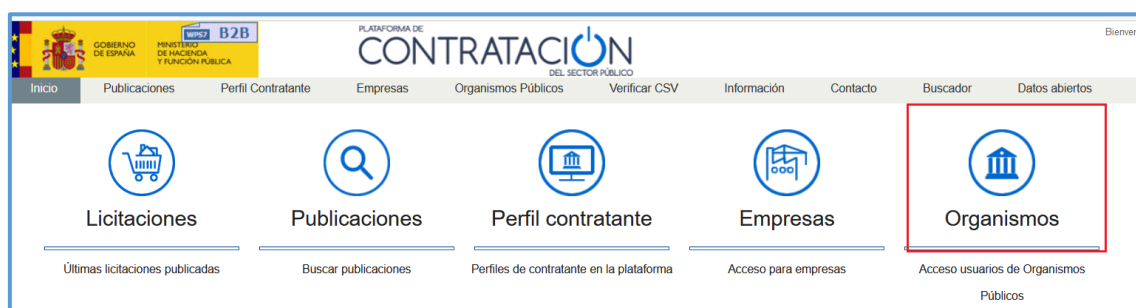 GOBIERNO
DE ESPAÑA
MINISTERIO
DE HACIENDA
Y FUNCIÓN PÚBLICA
WPS7 B2B
PLATAFORMA DE
CONTRATACIÓN
DEL SECTOR PÚBLICO
Bienven
Inicio Publicaciones Perfil Contratante Empresas Organismos Públicos Verificar CSV Información Contacto Buscador Datos abiertos
Licitaciones Publicaciones Perfil contratante Empresas Organismos
Últimas licitaciones publicadas Buscar publicaciones Perfiles de contratante en la plataforma Acceso para empresas Acceso usuarios de Organismos
Públicos